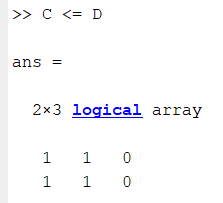 >> C <= D
ans =
2×3 logical array
1 1 0
1 1 0